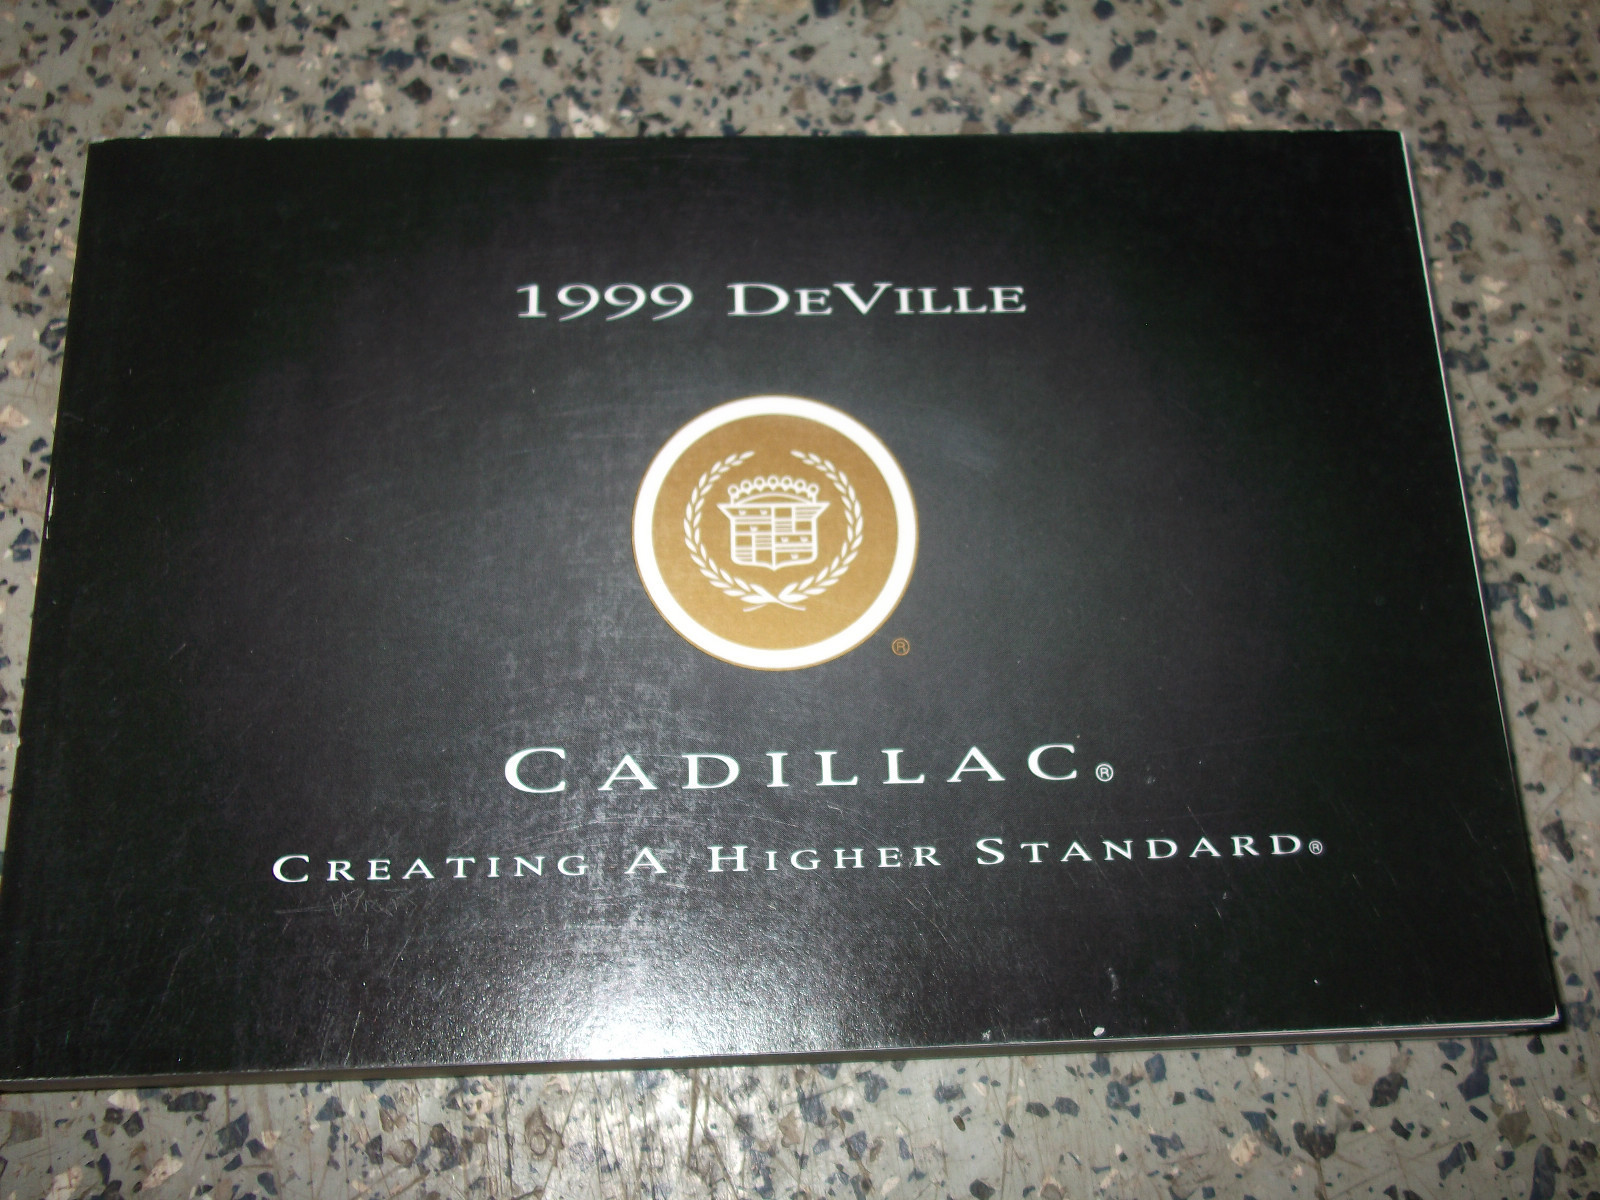 1999 DEVILLE
®
CADILLAC®
CREATING A HIGHER STANDARD®